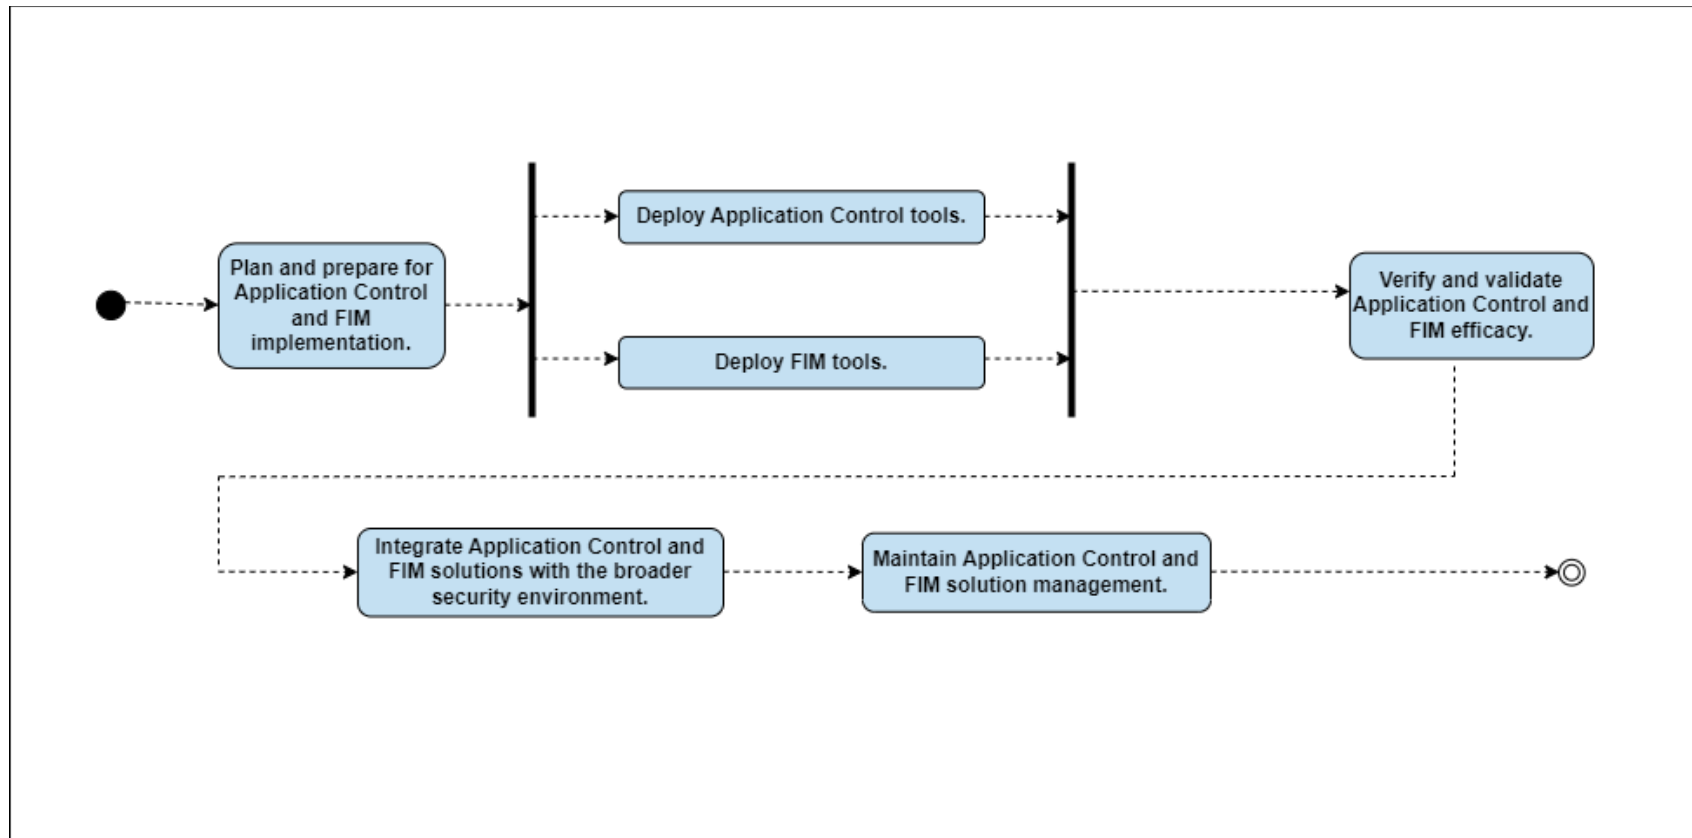 Plan and prepare for
Application Control
and FIM
implementation.
Deploy Application Control tools.
Deploy FIM tools.
Verify and validate
Application Control and
FIM efficacy.
Integrate Application Control and
FIM solutions with the broader
security environment.
Maintain Application Control and
FIM solution management.